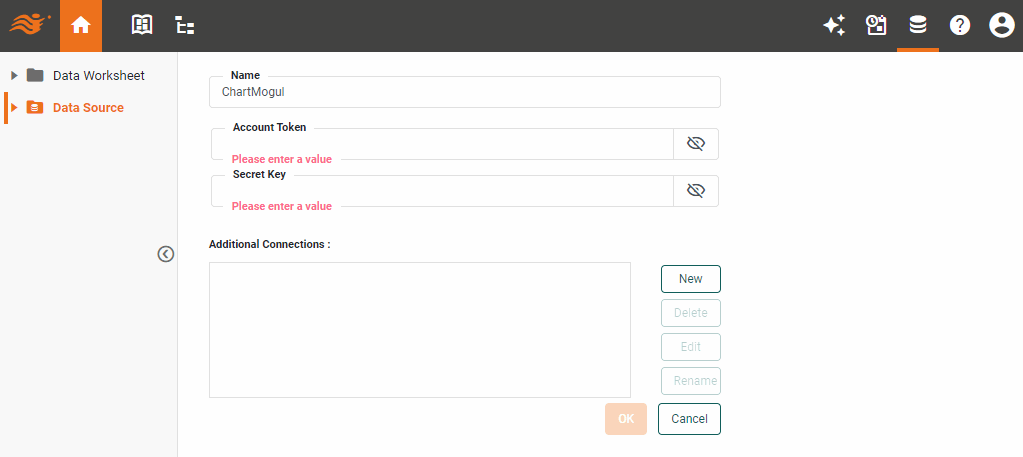 Data Worksheet
Data Source
Name
ChartMogul
Account Token
Please enter a value
Secret Key
Please enter a value
Additional Connections :
New
Delete
Edit
Rename
OK
Cancel